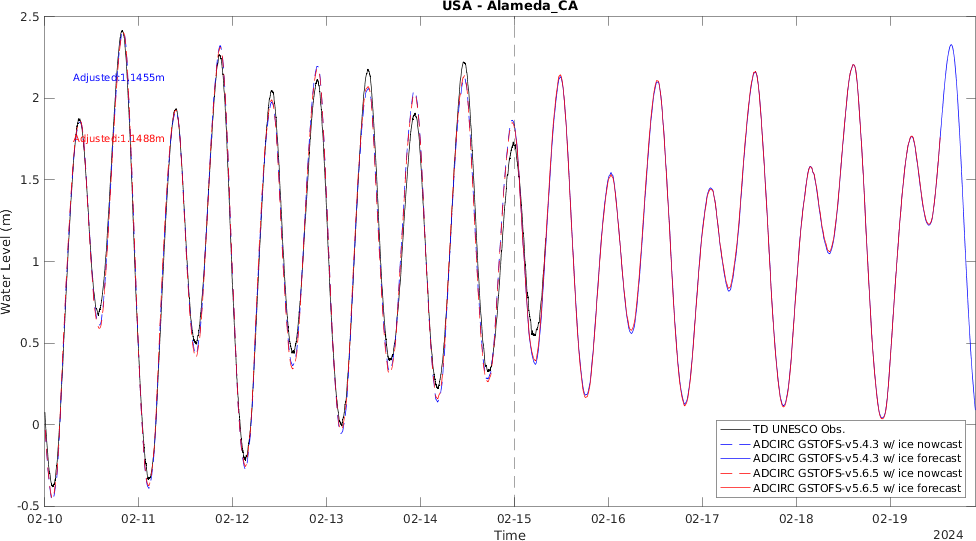 USA - Alameda_CA
2.5
2
1.5
1
0.5
0
-0.5
Water Level (m)
Adjusted:1.1455m
Adjusted:1.1488m
TD UNESCO Obs.
ADCIRC GSTOFS-v5.4.3 w/ ice nowcast
ADCIRC GSTOFS-v5.4.3 w/ ice forecast
ADCIRC GSTOFS-v5.6.5 w/ ice nowcast
ADCIRC GSTOFS-v5.6.5 w/ ice forecast
02-10 02-11 02-12 02-13 02-14 02-15 02-16 02-17 02-18 02-19
Time
2024